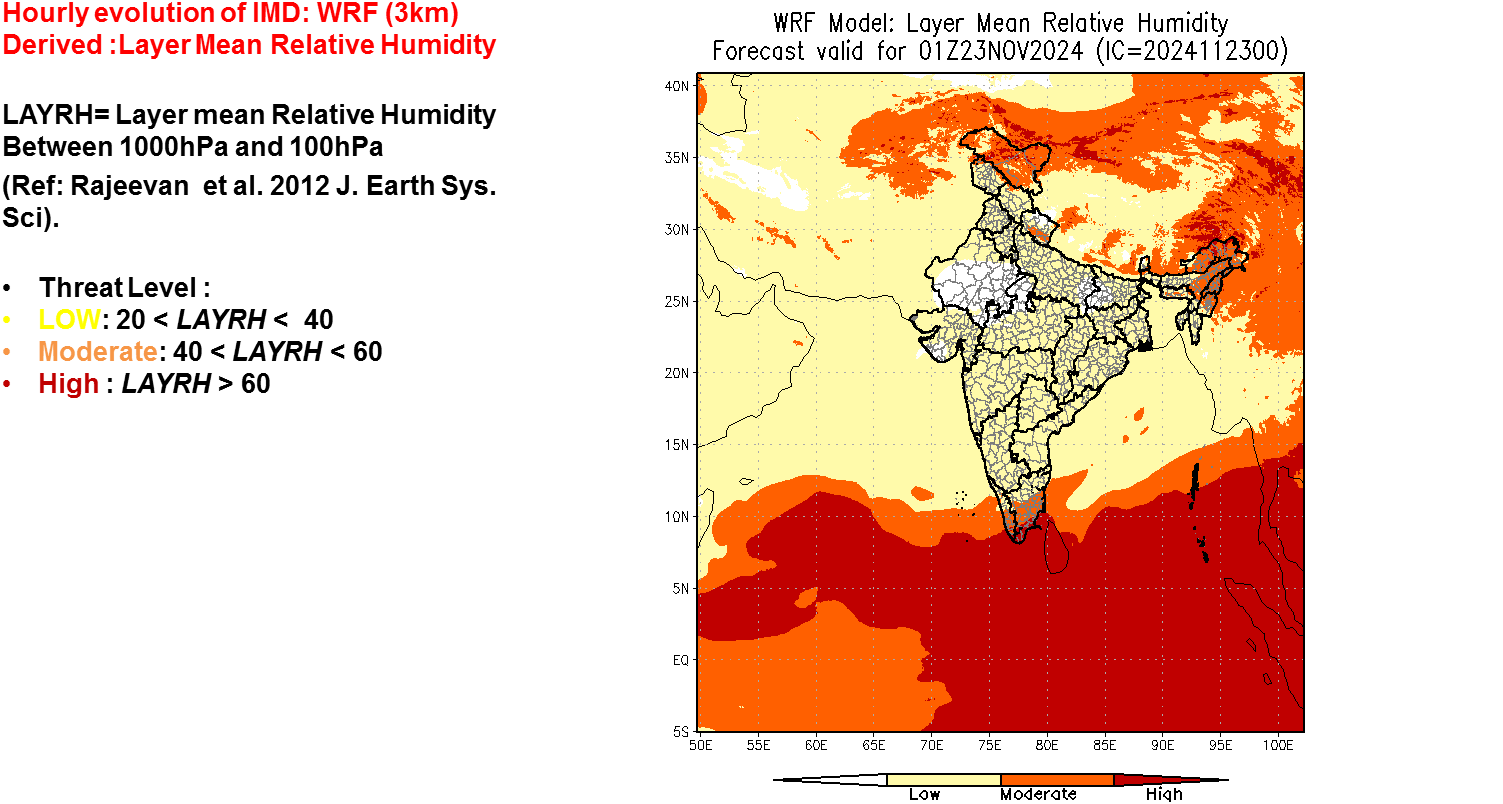 Hourly evolution of IMD: WRF (3km)
Derived :Layer Mean Relative Humidity
LAYRH= Layer mean Relative Humidity
Between 1000hPa and 100hPa
(Ref: Rajeevan et al. 2012 J. Earth Sys.
Sci).
• Threat Level :
• LOW: 20 < LAYRH < 40
• Moderate: 40 < LAYRH < 60
• High : LAYRH > 60
WRF Model: Layer Mean Relative Humidity
Forecast valid for 01Z23NOV2024 (IC=2024112300)
40N
35N
30N
25N
20N
15N
10N
5N
EQ
5S
50E 55E 60E 65E 70E 75E 80E 85E 90E 95E 100E
Low Moderate High